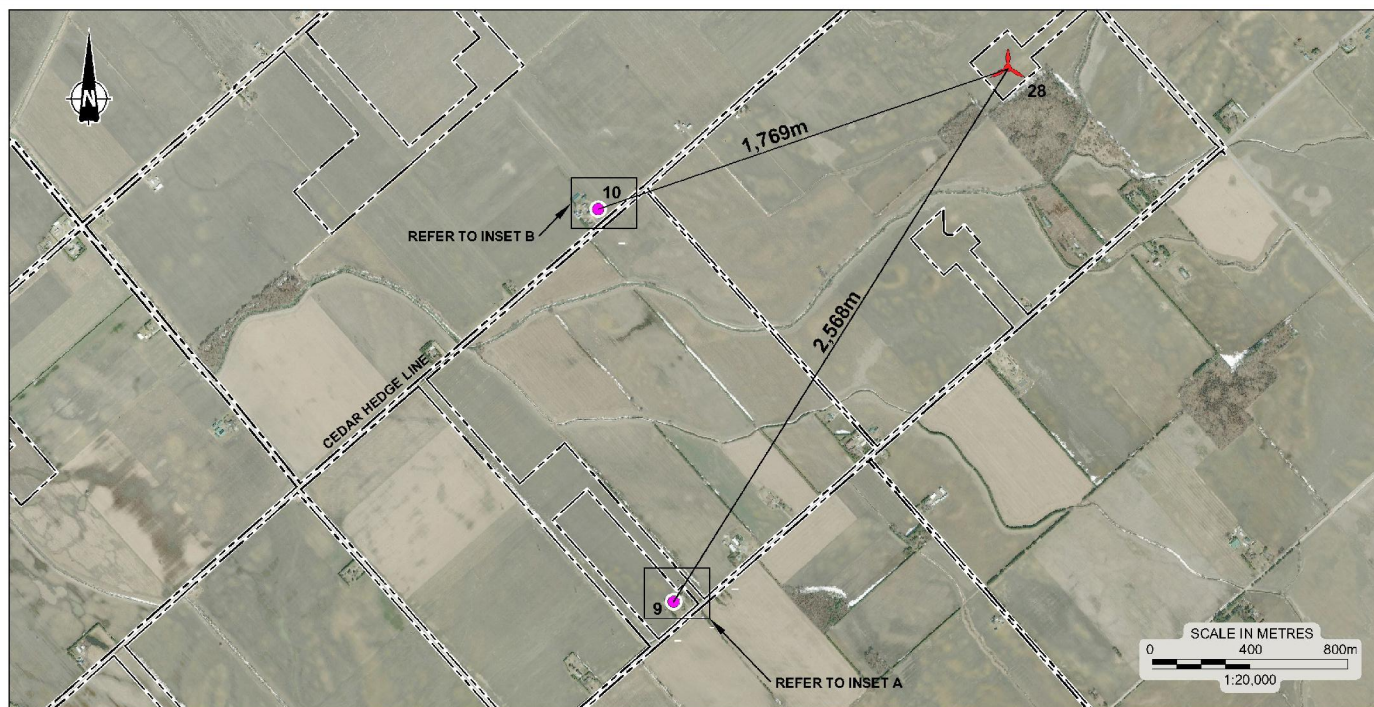 N
28
1,769m
10
REFER TO INSET B
2,568m
CEDAR HEDGE LINE
9
REFER TO INSET A
SCALE IN METRES
0 400 800m
1:20,000